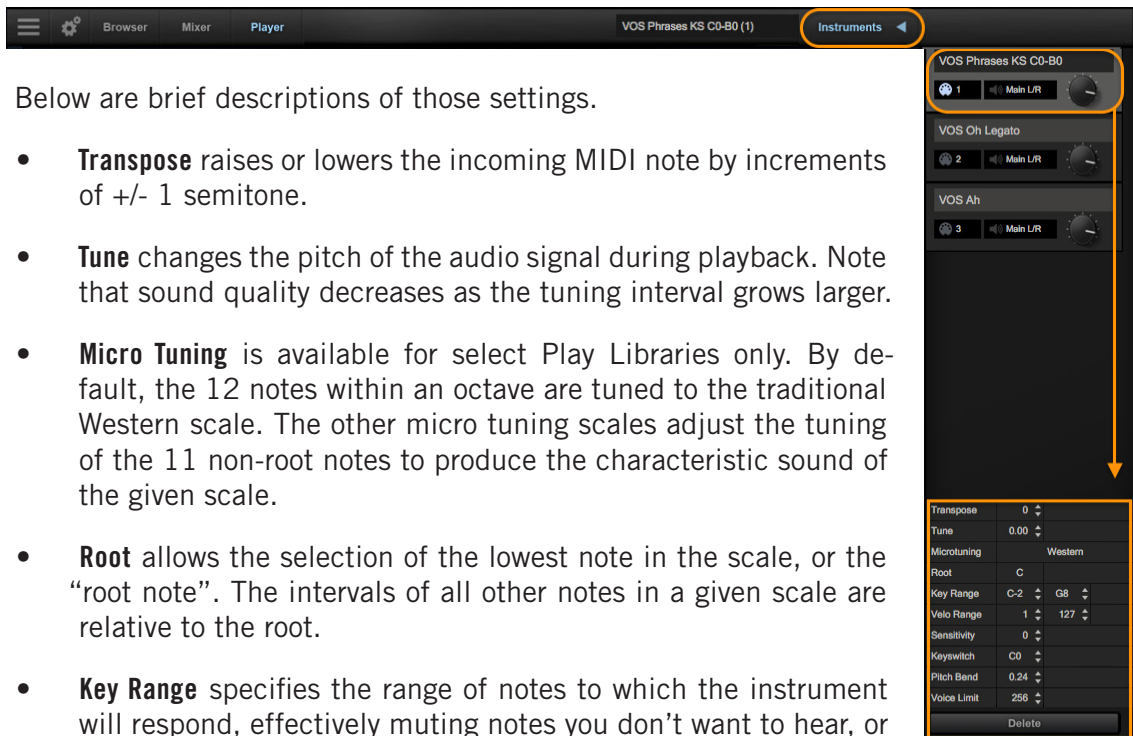 Browser Mixer Player VOS Phrases KS C0-B0 (1) Instruments
VOS Phrases KS C0-B0
1 Main L/R
VOS Oh Legato
2 Main L/R
VOS Ah
3 Main L/R
Below are brief descriptions of those settings.
• Transpose raises or lowers the incoming MIDI note by increments
of +/- 1 semitone.
• Tune changes the pitch of the audio signal during playback. Note
that sound quality decreases as the tuning interval grows larger.
• Micro Tuning is available for select Play Libraries only. By de-
fault, the 12 notes within an octave are tuned to the traditional
Western scale. The other micro tuning scales adjust the tuning
of the 11 non-root notes to produce the characteristic sound of
the given scale.
• Root allows the selection of the lowest note in the scale, or the
“root note”. The intervals of all other notes in a given scale are
relative to the root.
• Key Range specifies the range of notes to which the instrument
will respond, effectively muting notes you don’t want to hear, or
Transpose 0
Tune 0.00
Microtuning Western
Root C
Key Range C-2 G8
Velo Range 1 127
Sensitivity 0
Keyswitch C0
Pitch Bend 0.24
Voice Limit 256
Delete